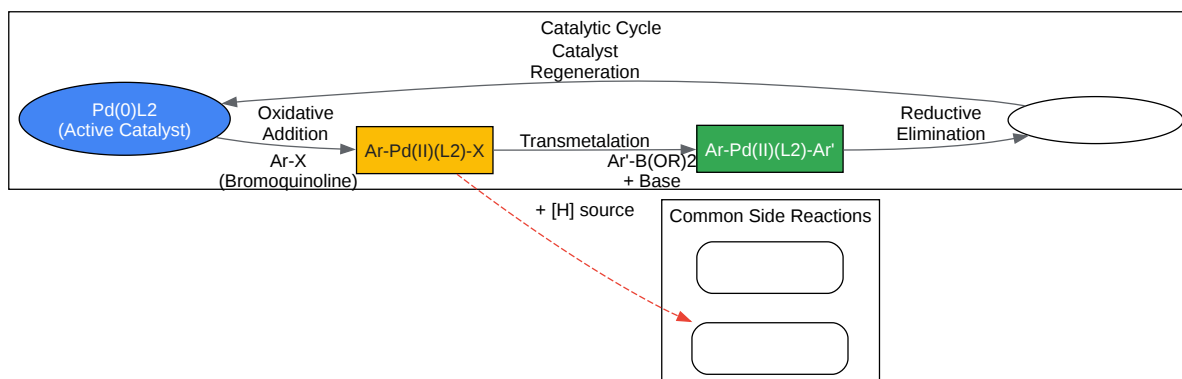 Catalytic Cycle
Catalyst
Regeneration
Pd(0)L2
(Active Catalyst)
Oxidative
Addition
Ar-X
(Bromoquinoline)
Ar-Pd(II)(L2)-X
Transmetalation
Ar'-B(OR)2
+ Base
Ar-Pd(II)(L2)-Ar'
Reductive
Elimination
+ [H] source
Common Side Reactions